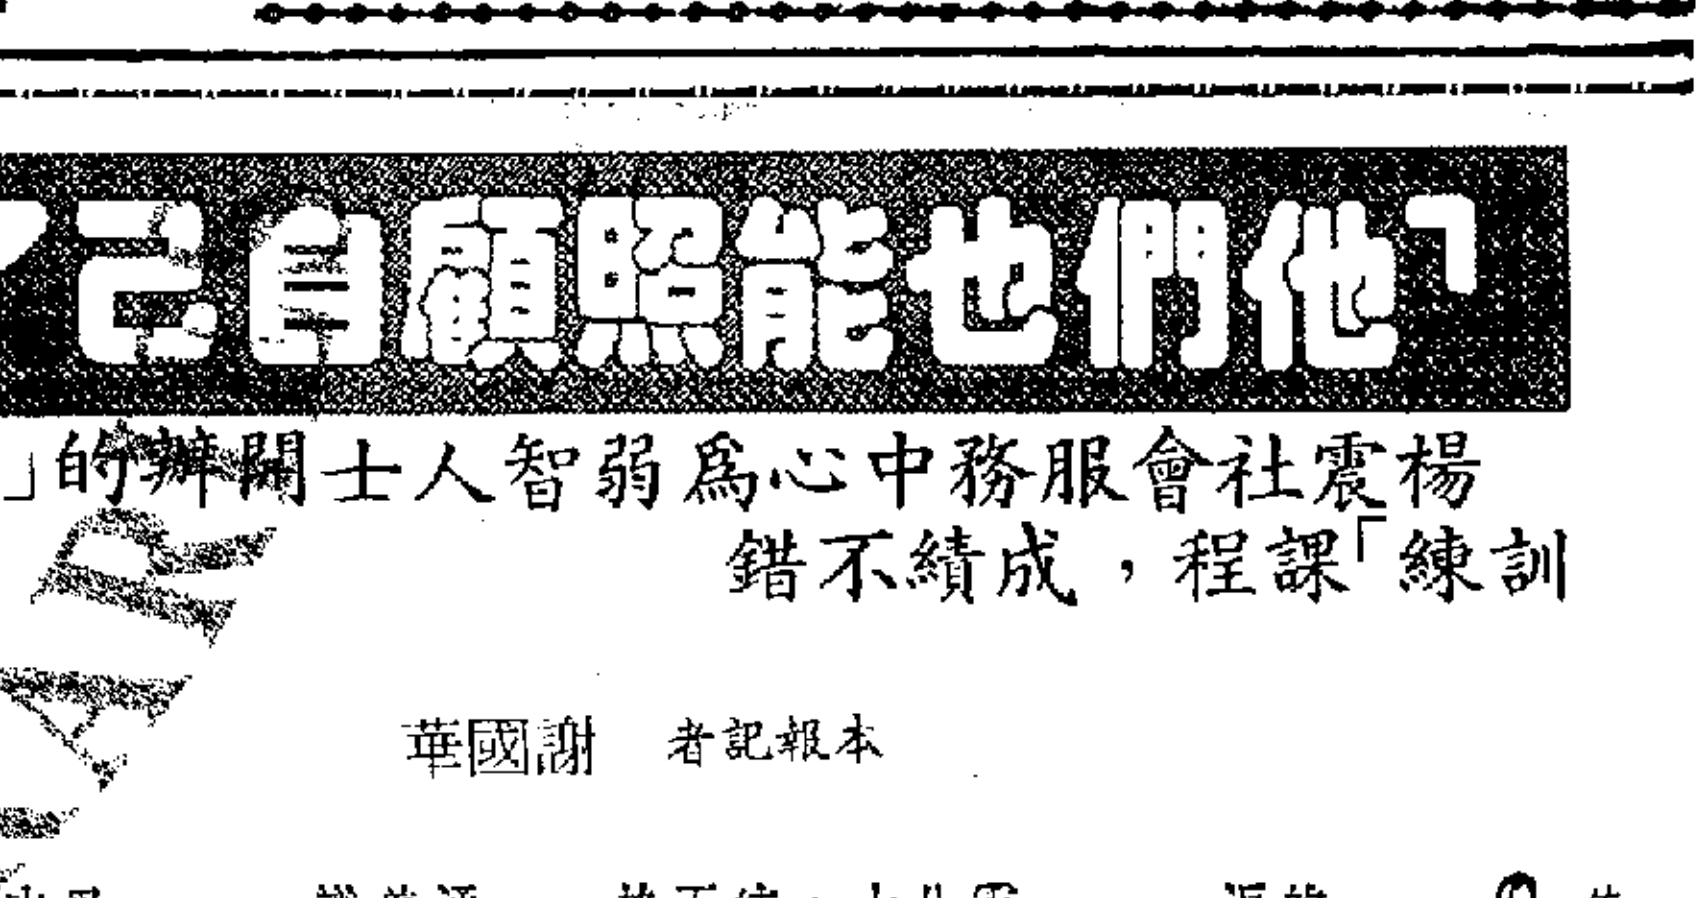 「他們也能照顧自己
楊震社會服務中心爲弱智人士開辦的」
訓練「課程，成績不錯
本報記者 謝國華